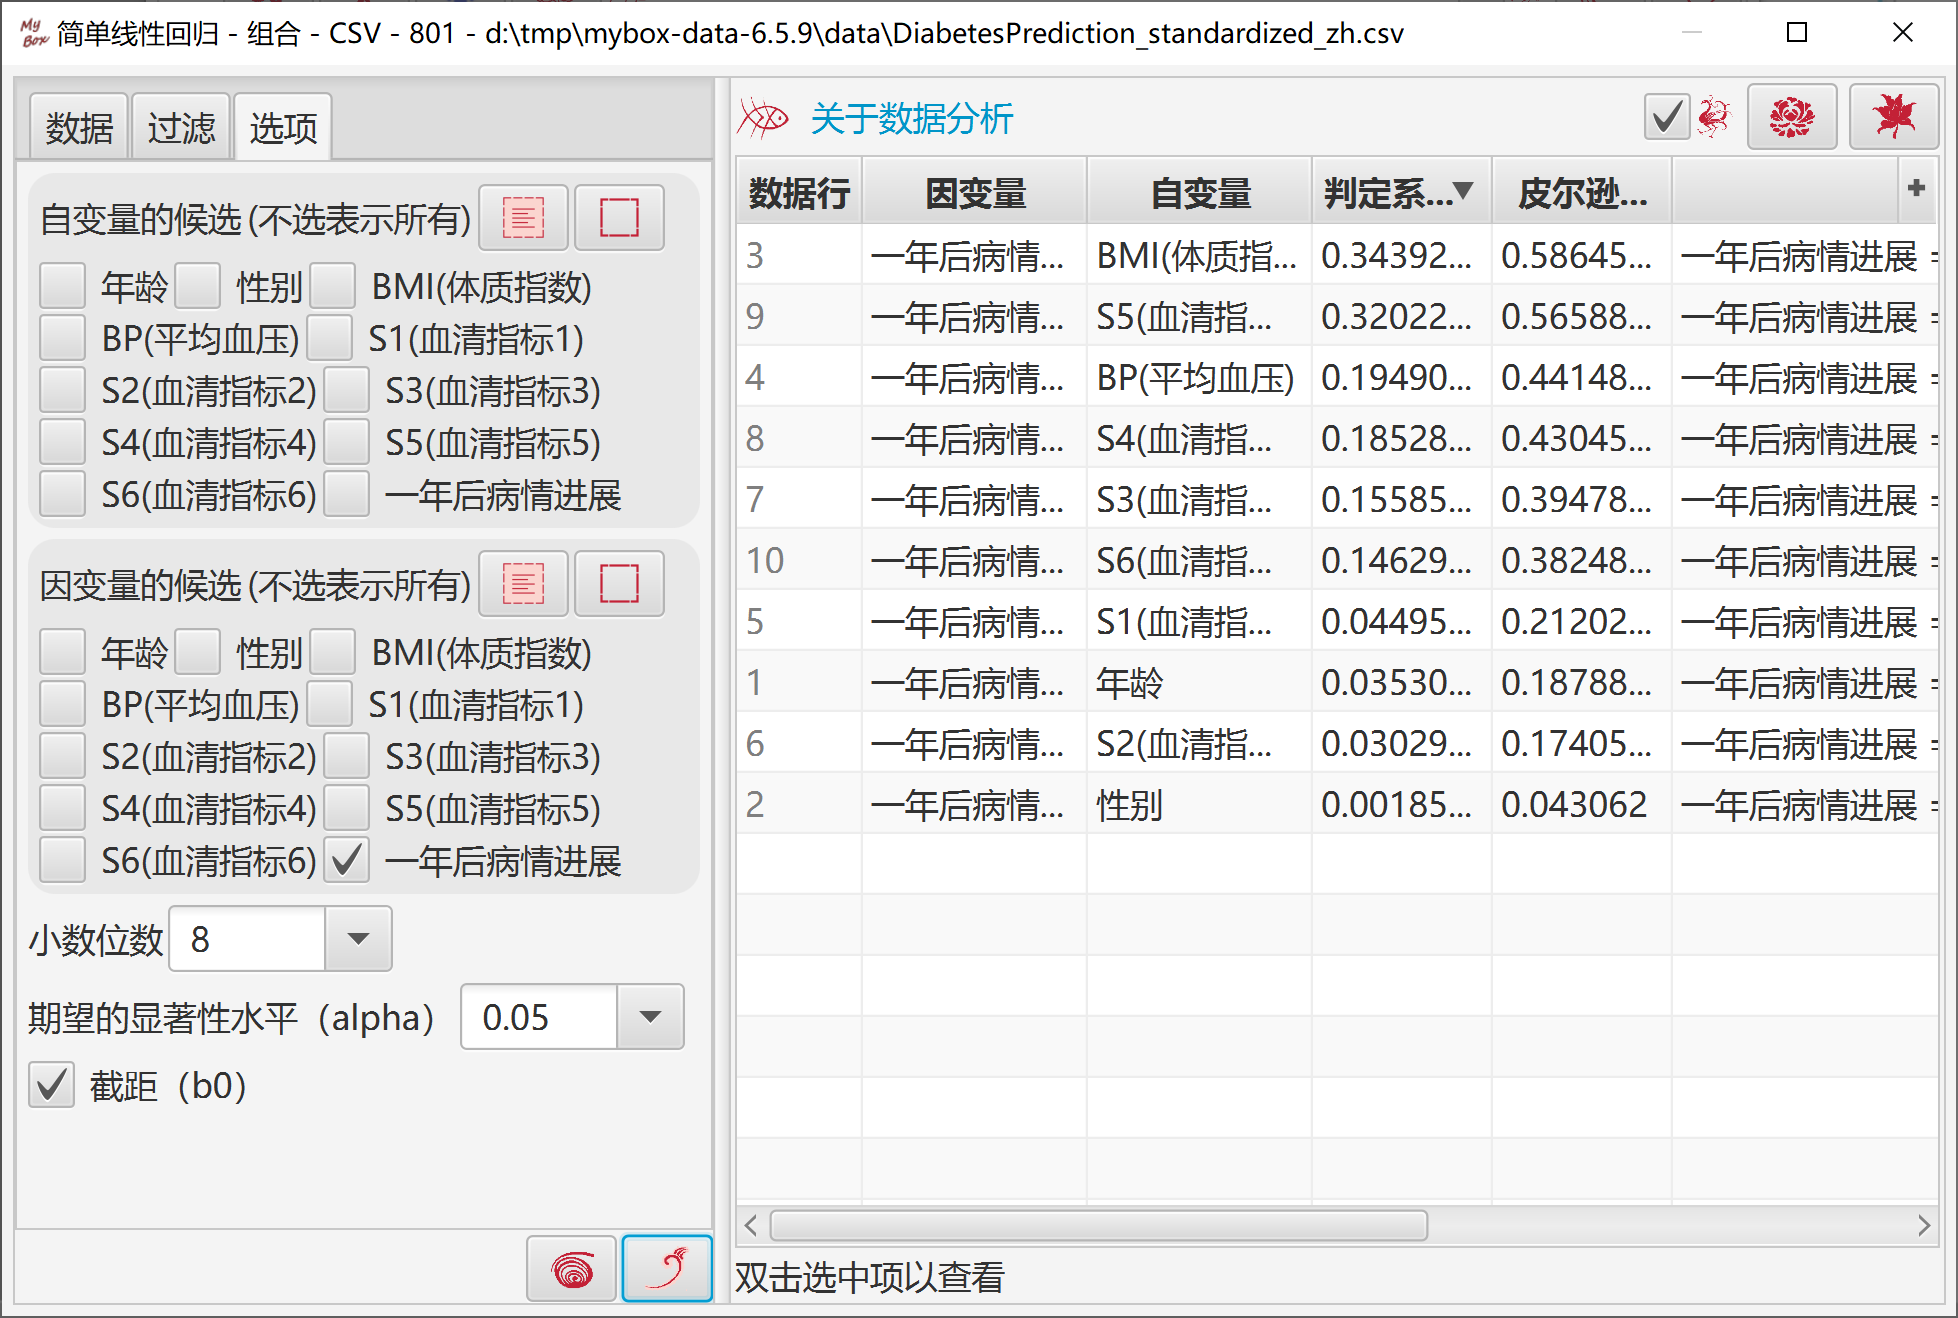 My Box 简单线性回归 - 组合 - CSV - 801 - d:\tmp\mybox-data-6.5.9\data\DiabetesPrediction_standardized_zh.csv
数据 过滤 选项
自变量的候选 (不选表示所有)
年龄 性别 BMI(体质指数)
BP(平均血压) S1(血清指标1)
S2(血清指标2) S3(血清指标3)
S4(血清指标4) S5(血清指标5)
S6(血清指标6) 一年后病情进展
因变量的候选 (不选表示所有)
年龄 性别 BMI(体质指数)
BP(平均血压) S1(血清指标1)
S2(血清指标2) S3(血清指标3)
S4(血清指标4) S5(血清指标5)
S6(血清指标6) 一年后病情进展
小数位数 8
期望的显著性水平（alpha） 0.05
截距（b0）
关于数据分析
数据行 因变量 自变量 判定系... 皮尔逊...
3 一年后病情... BMI(体质指... 0.34392... 0.58645... 一年后病情进展 =
9 一年后病情... S5(血清指... 0.32022... 0.56588... 一年后病情进展 =
4 一年后病情... BP(平均血压) 0.19490... 0.44148... 一年后病情进展 =
8 一年后病情... S4(血清指... 0.18528... 0.43045... 一年后病情进展 =
7 一年后病情... S3(血清指... 0.15585... 0.39478... 一年后病情进展 =
10 一年后病情... S6(血清指... 0.14629... 0.38248... 一年后病情进展 =
5 一年后病情... S1(血清指... 0.04495... 0.21202... 一年后病情进展 =
1 一年后病情... 年龄 0.03530... 0.18788... 一年后病情进展 =
6 一年后病情... S2(血清指... 0.03029... 0.17405... 一年后病情进展 =
2 一年后病情... 性别 0.00185... 0.043062 一年后病情进展 =
双击选中项以查看